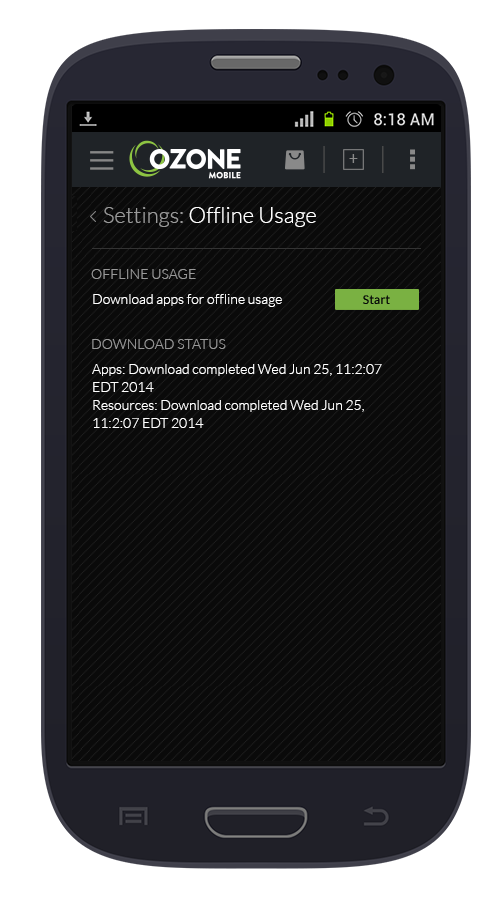 8:18 AM
OZONE
MOBILE
Settings: Offline Usage
OFFLINE USAGE
Download apps for offline usage
Start
DOWNLOAD STATUS
Apps: Download completed Wed Jun 25, 11:2:07
EDT 2014
Resources: Download completed Wed Jun 25,
11:2:07 EDT 2014